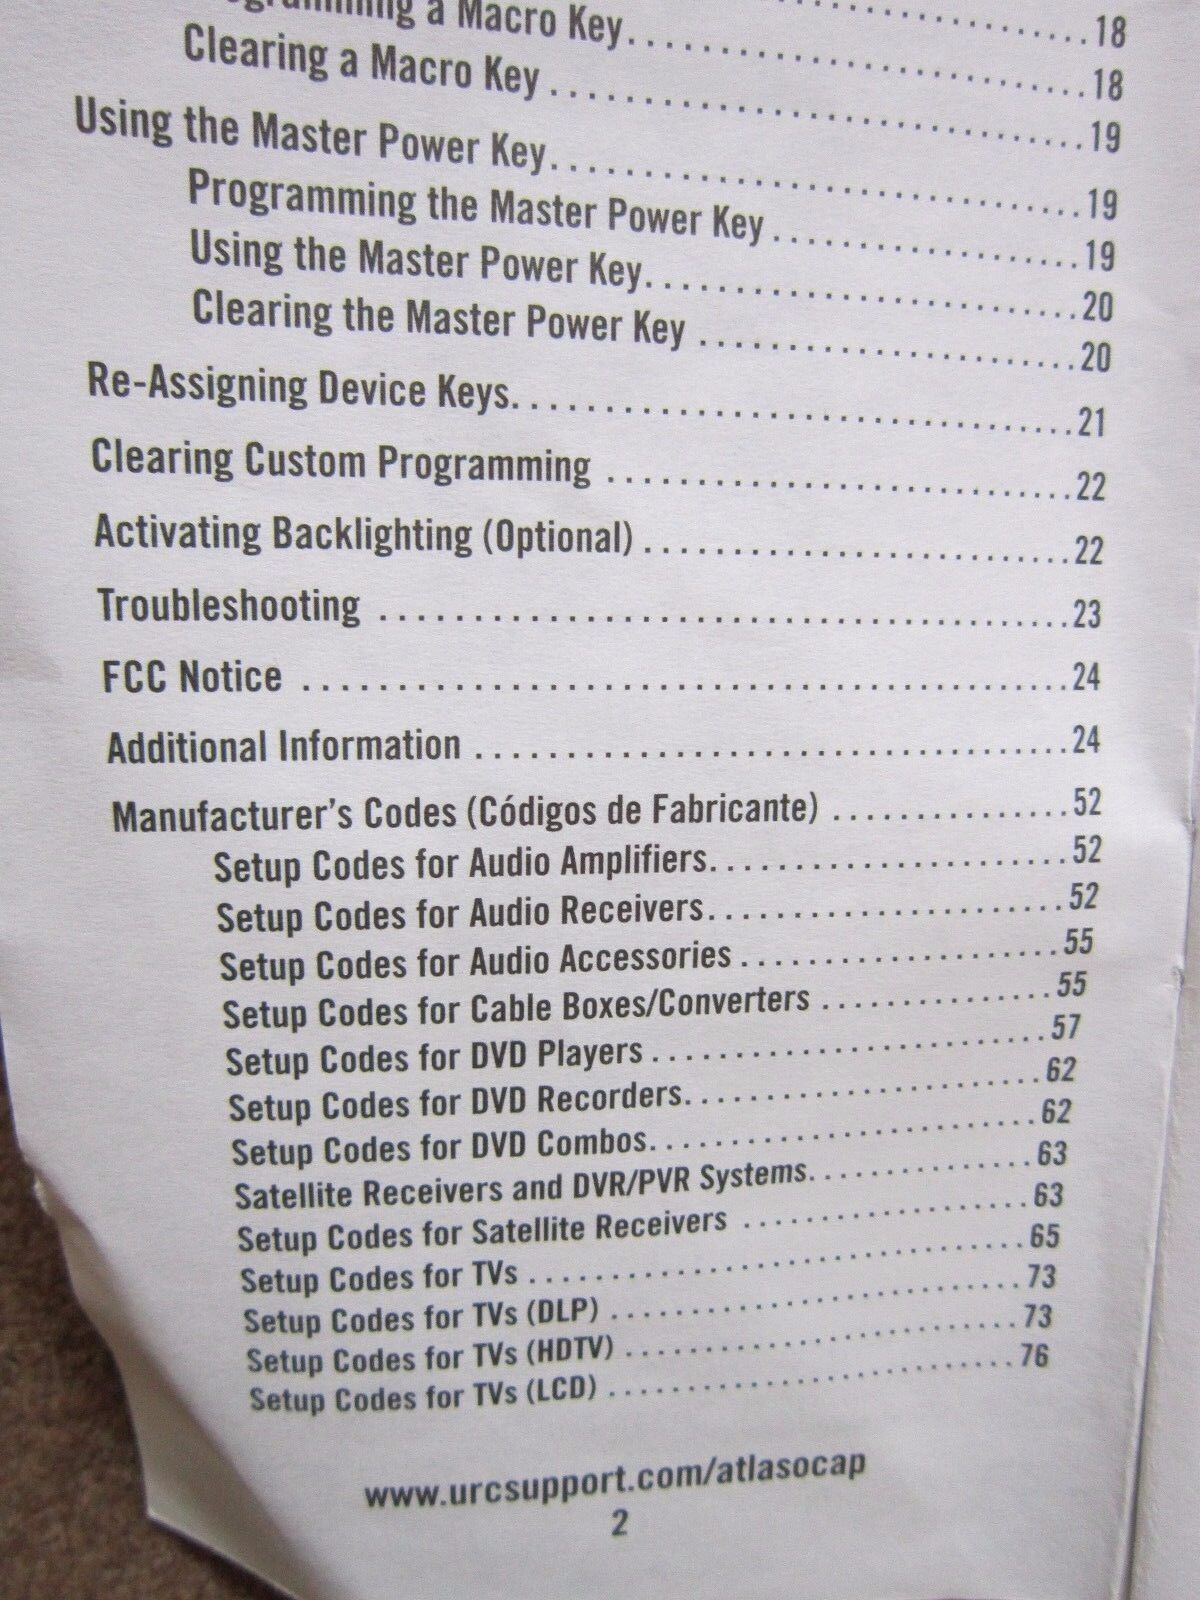 18
a Macro Key..............................18
Clearing a Macro Key..............................19
Using the Master Power Key..............................19
Programming the Master Power Key....................19
Using the Master Power Key.........................20
Clearing the Master Power Key ......................20
Re-Assigning Device Keys..............................21
Clearing Custom Programming .........................22
Activating Backlighting (Optional) .......................22
Troubleshooting ....................................23
FCC Notice ........................................24
Additional Information ................................24
Manufacturer's Codes (Códigos de Fabricante) .............52
Setup Codes for Audio Amplifiers.....................52
Setup Codes for Audio Receivers.....................52
Setup Codes for Audio Accessories ...................55
Setup Codes for Cable Boxes/Converters ..............55
Setup Codes for DVD Players .......................57
Setup Codes for DVD Recorders.....................62
Setup Codes for DVD Combos.......................62
Satellite Receivers and DVR/PVR Systems..............63
Setup Codes for Satellite Receivers ..................63
Setup Codes for TVs ..............................65
Setup Codes for TVs (DLP) .........................73
Setup Codes for TVs (HDTV) ........................73
Setup Codes for TVs (LCD) .........................76
www.urcsupport.com/atlasocap
2